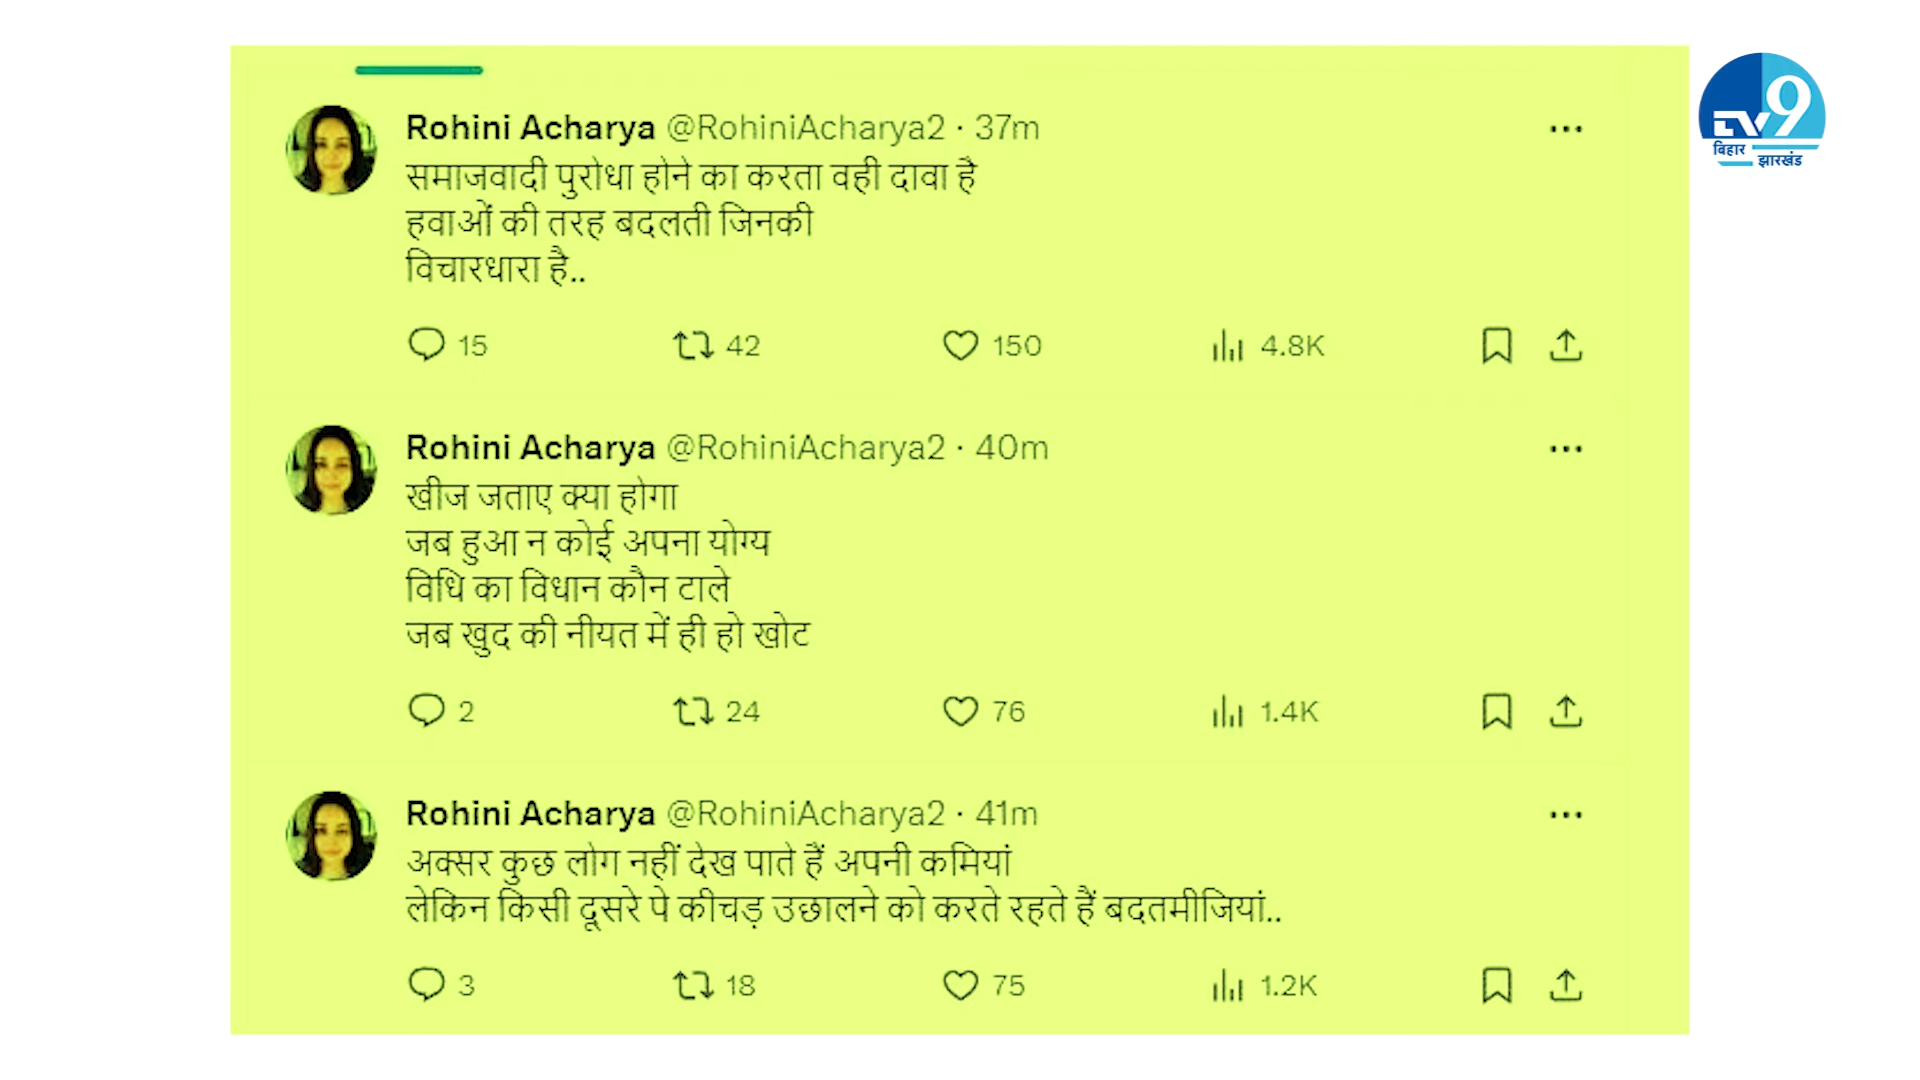 Rohini Acharya @RohiniAcharya2 · 37m
समाजवादी पुरोधा होने का करता वही दावा है
हवाओं की तरह बदलती जिनकी
विचारधारा है..
15 42 150 4.8K
Rohini Acharya @RohiniAcharya2 · 40m
खीज जताए क्या होगा
जब हुआ न कोई अपना योग्य
विधि का विधान कौन टाले
जब खुद की नीयत में ही हो खोट
2 24 76 1.4K
Rohini Acharya @RohiniAcharya2 · 41m
अक्सर कुछ लोग नहीं देख पाते हैं अपनी कमियां
लेकिन किसी दूसरे पे कीचड़ उछालने को करते रहते हैं बदतमीजियां..
3 18 75 1.2K
TV9
बिहार
झारखंड